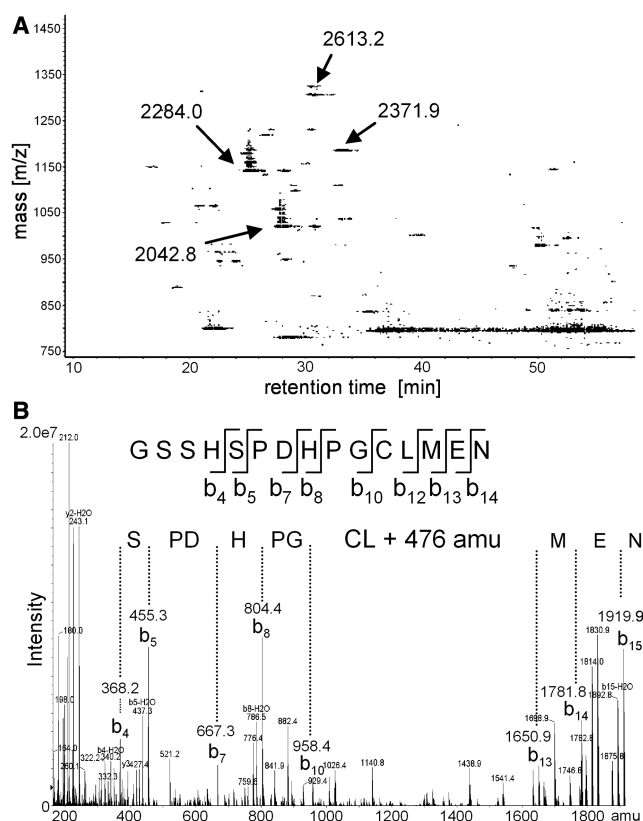 A
mass [m/z]
1450
1350
1250
1150
1050
950
850
750
2613.2
2284.0
2371.9
2042.8
10
20
30
40
50
retention time [min]
B
2.0e7
212.0
GSSHSPDHPGCLMEN
b4 b5 b7 b8 b10 b12 b13 b14
y2-H2O
243.1
S PD H PG CL + 476 amu M E N
Intensity
455.3
b5
804.4
b8
1919.9
b15
180.0
1830.9
1814.0
368.2
b4
b5-H2O
437.3
b8-H2O
786.5
776.4
1781.8
b14
b15-H2O
1892.8
198.0
667.3
b7
882.4
958.4
b10
1698.9
1650.9
b13
1782.8
164.0
260.1
322.2
b4-H2O
340.2
332.3
y3
427.4
521.2
759.6
841.9
929.4
1026.4
1140.8
1438.9
1541.4
1746.8
1875.8
0
200 400 600 800 1000 1200 1400 1600 1800 amu